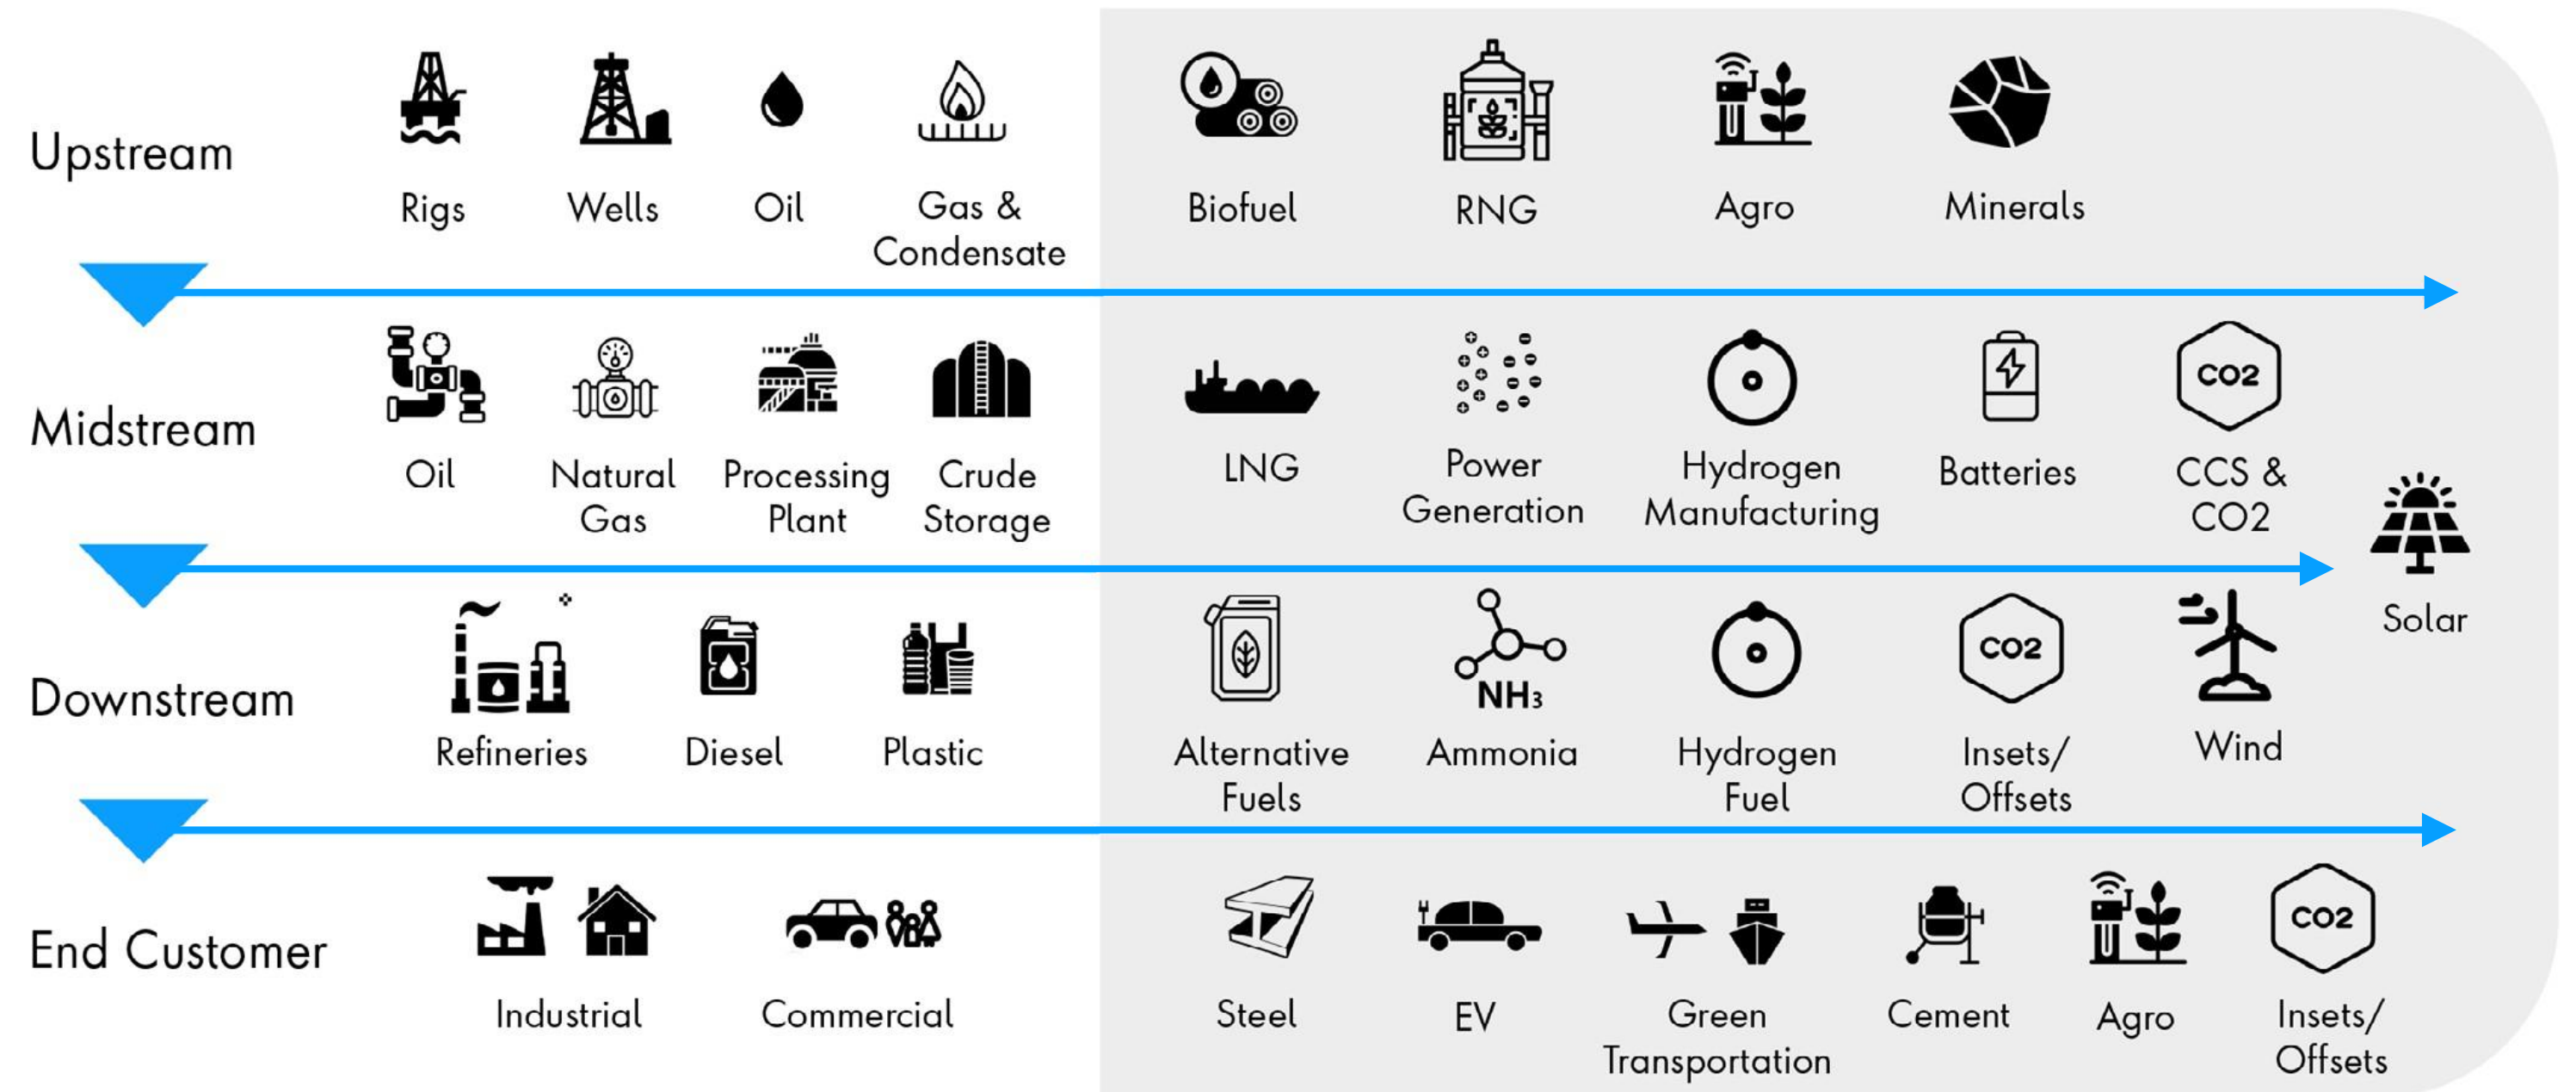 Upstream
Rigs
Wells
Oil
Gas &
Condensate
Biofuel
RNG
Agro
Minerals
Midstream
Oil
Natural
Gas
Processing
Plant
Crude
Storage
LNG
Power
Generation
Hydrogen
Manufacturing
Batteries
CO2
CCS &
CO2
Solar
Downstream
Refineries
Diesel
Plastic
Alternative
Fuels
NH₃
Ammonia
Hydrogen
Fuel
CO2
Insets/
Offsets
Wind
End Customer
Industrial
Commercial
Steel
EV
Green
Transportation
Cement
Agro
CO2
Insets/
Offsets